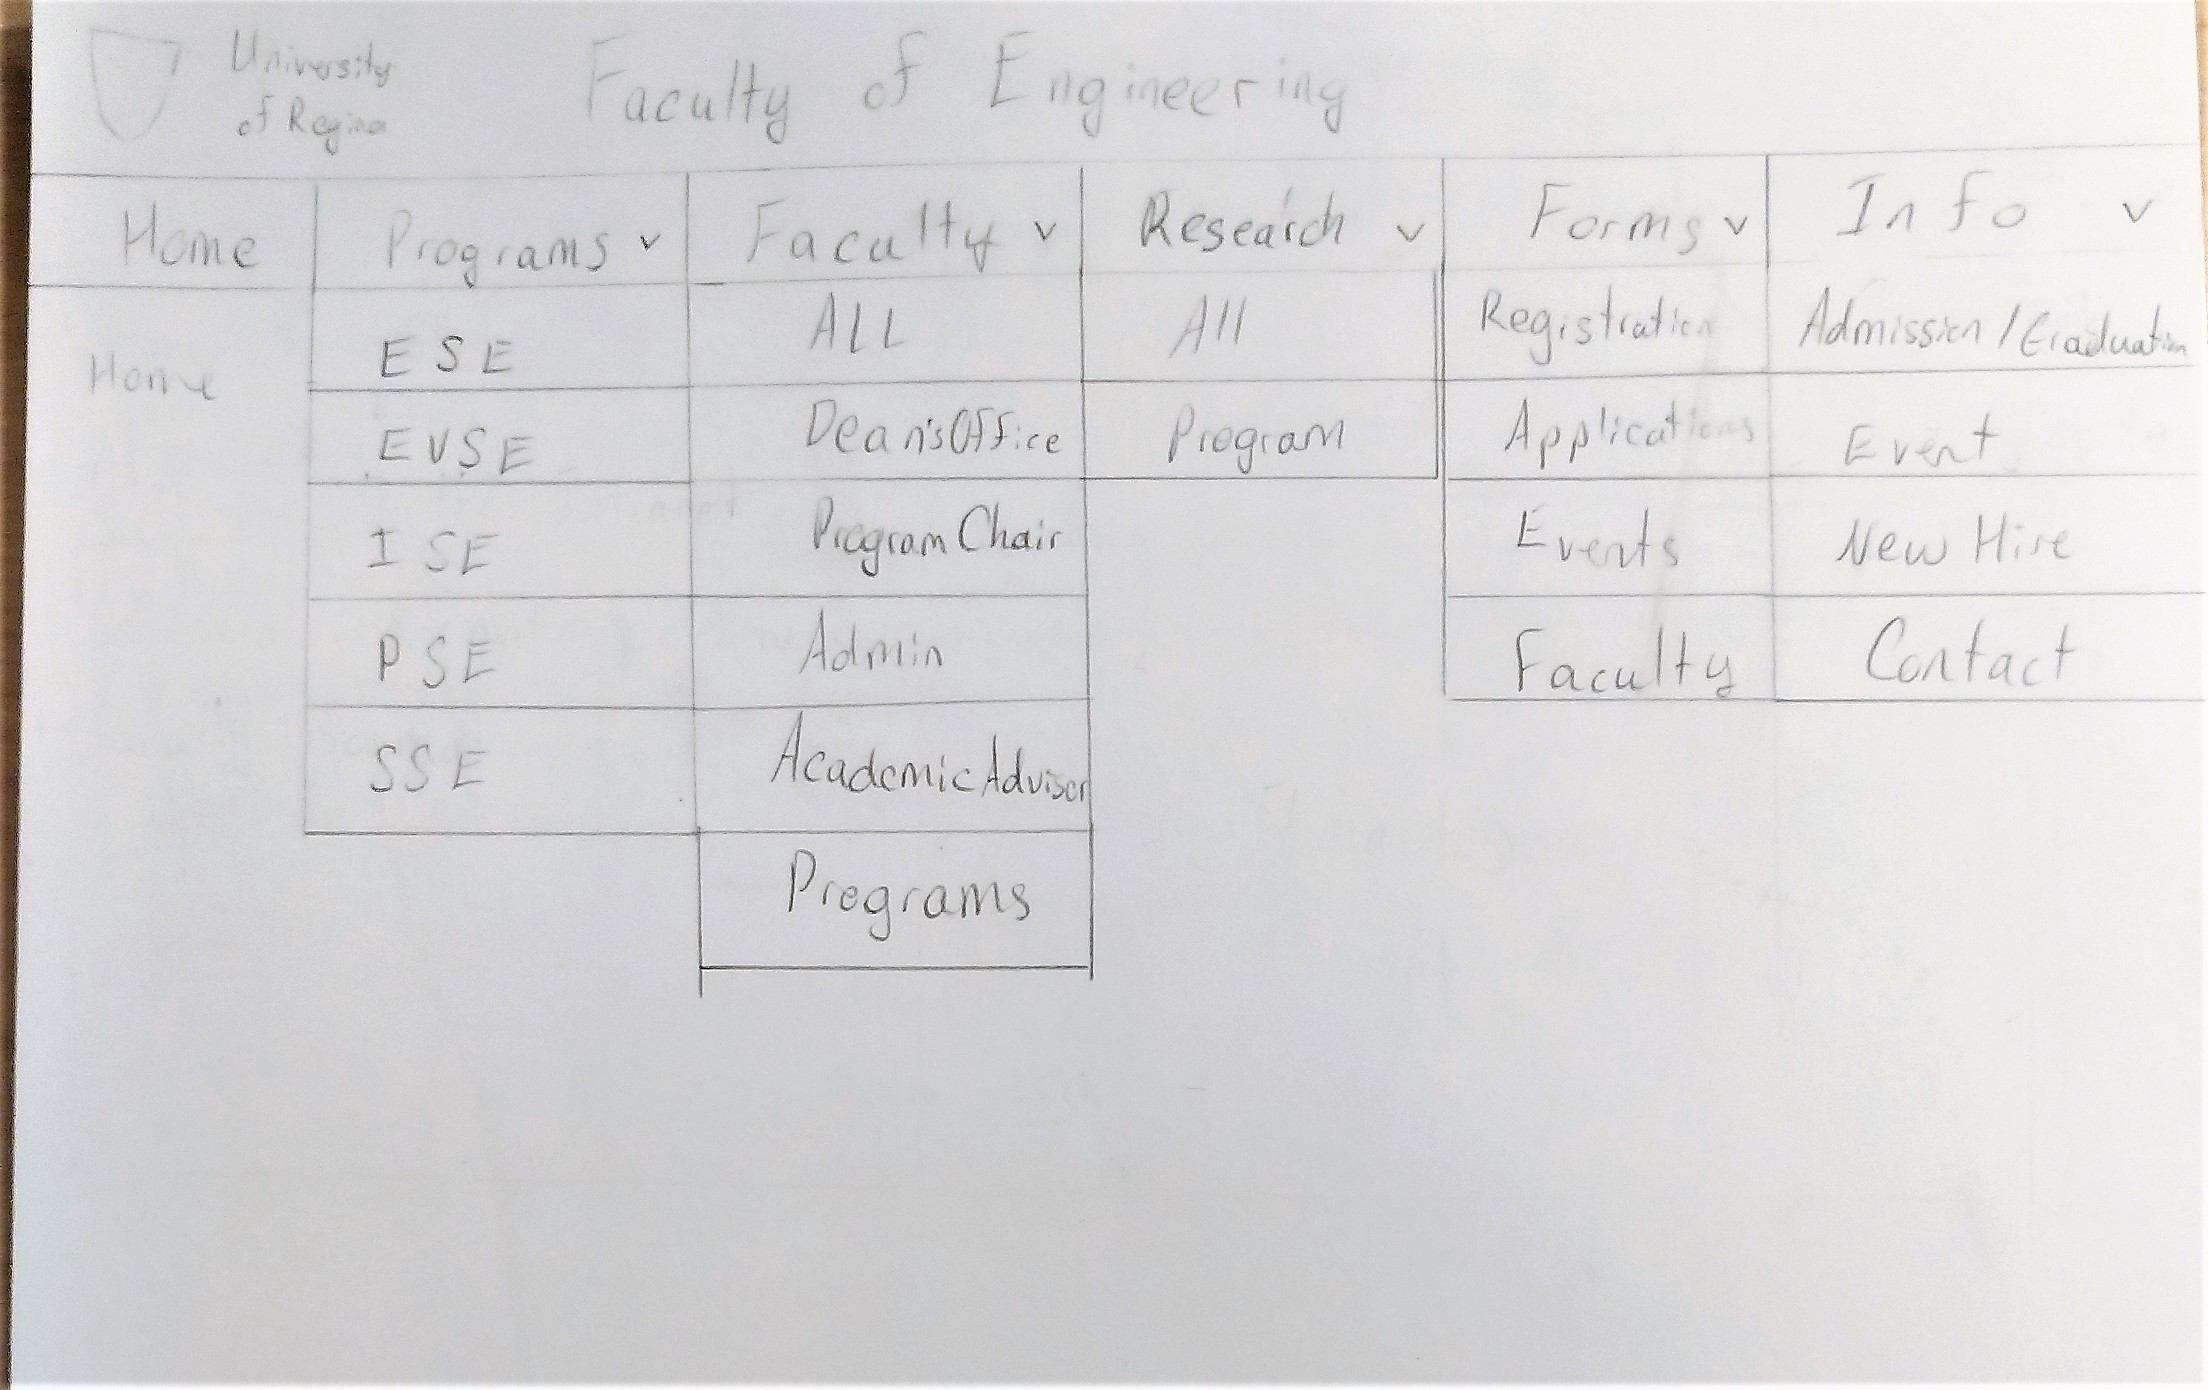 University
of Regina
Faculty of Engineering
Home Programs v Faculty v Research v Forms v Info v
Home
ESE
EVSE
ISE
PSE
SSE
ALL
Dean's Office
Program Chair
Admin
Academic Advisor
Programs
All
Program
Registration
Applications
Events
Faculty
Admission / Graduation
Event
New Hire
Contact